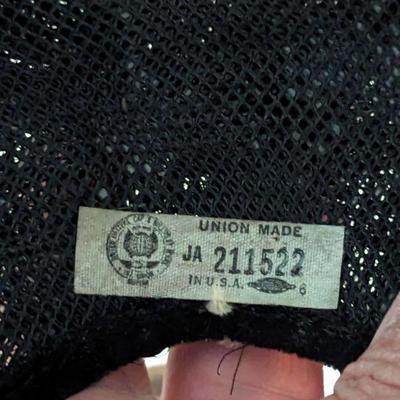 UNION MADE
JA 211522
IN U.S.A.
6